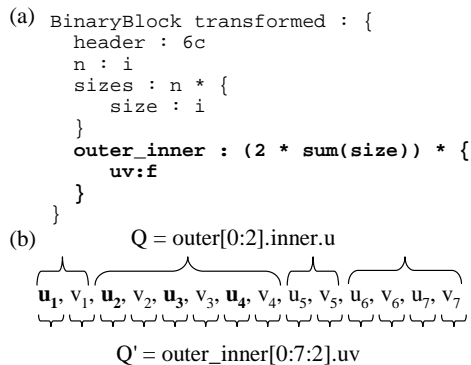 (a) BinaryBlock transformed : {
header : 6c
n : i
sizes : n * {
size : i
}
outer_inner : (2 * sum(size)) * {
uv:f
}
}
(b) Q = outer[0:2].inner.u
u1, v1, u2, v2, u3, v3, u4, v4, u5, v5, u6, v6, u7, v7
Q' = outer_inner[0:7:2].uv